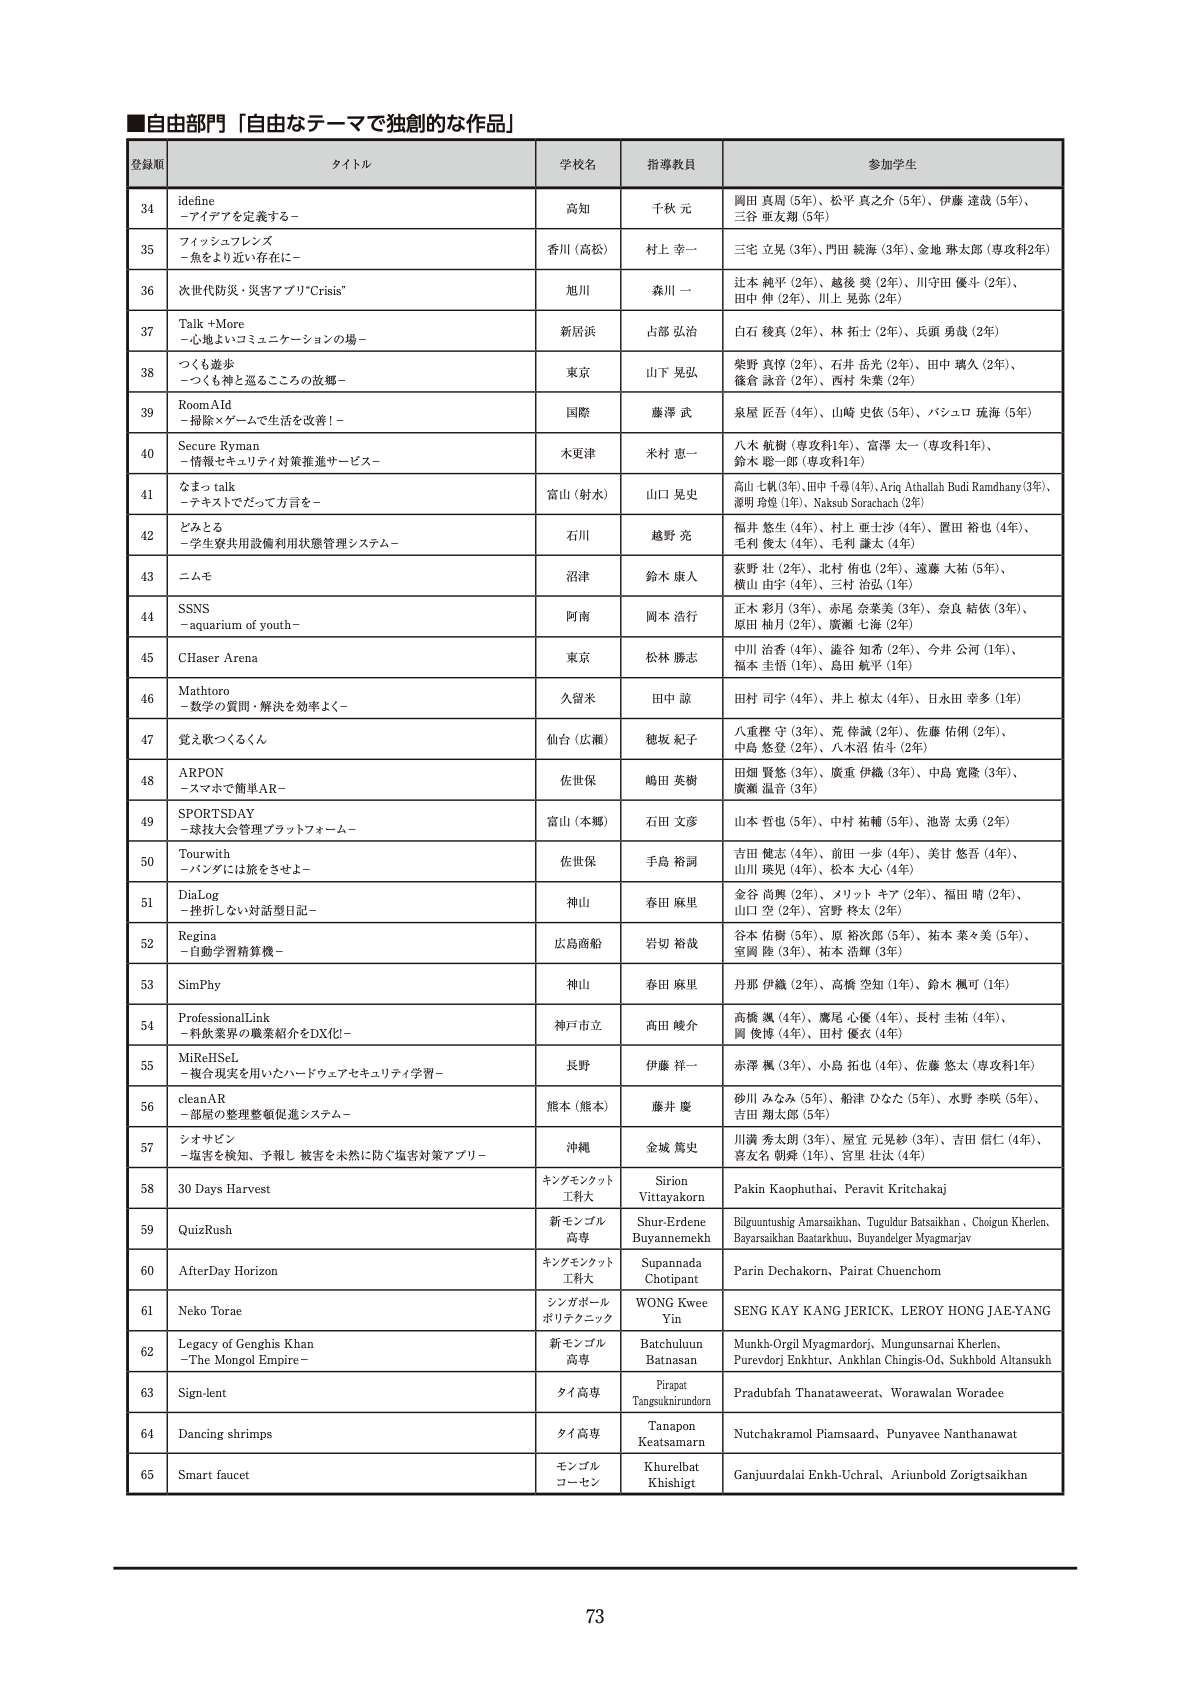 ■自由部門「自由なテーマで独創的な作品」
登録順 タイトル 学校名 指導教員 参加学生
34 idefine －アイデアを定義する－ 高知 千秋 元 岡田 真周（5年）、松平 真之介（5年）、伊藤 達哉（5年）、
三谷 亜友翔（5年）
35 フィッシュフレンズ －魚をより近い存在に－ 香川（高松） 村上 幸一 三宅 立晃（3年）、門田 続海（3年）、金地 琳太郎（専攻科2年）
36 次世代防災・災害アプリ“Crisis” 旭川 森川 一 辻本 純平（2年）、越後 奨（2年）、川守田 優斗（2年）、
田中 伸（2年）、川上 晃弥（2年）
37 Talk +More －心地よいコミュニケーションの場－ 新居浜 占部 弘治 白石 稜真（2年）、林 拓士（2年）、兵頭 勇哉（2年）
38 つくも遊歩 －つくも神と巡るこころの故郷－ 東京 山下 晃弘 柴野 真惇（2年）、石井 岳光（2年）、田中 璃久（2年）、
篠倉 詠音（2年）、西村 朱葉（2年）
39 RoomAId －掃除×ゲームで生活を改善！－ 国際 藤澤 武 泉屋 匠吾（4年）、山﨑 史依（5年）、バシュロ 琉海（5年）
40 Secure Ryman －情報セキュリティ対策推進サービス－ 木更津 米村 恵一 八木 航樹（専攻科1年）、富澤 太一（専攻科1年）、
鈴木 聡一郎（専攻科1年）
41 なまっ talk －テキストでだって方言を－ 富山（射水） 山口 晃史 高山 七帆（3年）、田中 千尋（4年）、Ariq Athallah Budi Ramdhany（3年）、
源明 玲煌（1年）、Naksub Sorachach（2年）
42 どみとる －学生寮共用設備利用状態管理システム－ 石川 越野 亮 福井 悠生（4年）、村上 亜士沙（4年）、置田 裕也（4年）、
毛利 俊太（4年）、毛利 謙太（4年）
43 ニムモ 沼津 鈴木 康人 荻野 壮（2年）、北村 侑也（2年）、遠藤 大祐（5年）、
横山 由宇（4年）、三村 治弘（1年）
44 SSNS －aquarium of youth－ 阿南 岡本 浩行 正木 彩月（3年）、赤尾 奈菜美（3年）、奈良 結依（3年）、
原田 柚月（2年）、廣瀬 七海（2年）
45 CHaser Arena 東京 松林 勝志 中川 治香（4年）、澁谷 知希（2年）、今井 公河（1年）、
福本 圭悟（1年）、島田 航平（1年）
46 Mathtoro －数学の質問・解決を効率よく－ 久留米 田中 諒 田村 司宇（4年）、井上 椋太（4年）、日永田 幸多（1年）
47 覚え歌つくるくん 仙台（広瀬） 穂坂 紀子 八重樫 守（3年）、荒 倖誠（2年）、佐藤 佑俐（2年）、
中島 悠登（2年）、八木沼 佑斗（2年）
48 ARPON －スマホで簡単AR－ 佐世保 嶋田 英樹 田畑 賢悠（3年）、廣重 伊織（3年）、中島 寛隆（3年）、
廣瀬 温音（3年）
49 SPORTSDAY －球技大会管理プラットフォーム－ 富山（本郷） 石田 文彦 山本 哲也（5年）、中村 祐輔（5年）、池嵜 太勇（2年）
50 Tourwith －パンダには旅をさせよ－ 佐世保 手島 裕詞 吉田 健志（4年）、前田 一歩（4年）、美甘 悠吾（4年）、
山川 瑛児（4年）、松本 大心（4年）
51 DiaLog －挫折しない対話型日記－ 神山 春田 麻里 金谷 尚興（2年）、メリット キア（2年）、福田 晴（2年）、
山口 空（2年）、宮野 柊太（2年）
52 Regina －自動学習精算機－ 広島商船 岩切 裕哉 谷本 佑樹（5年）、原 裕次郎（5年）、祐本 菜々美（5年）、
室岡 陸（3年）、祐本 浩輝（3年）
53 SimPhy 神山 春田 麻里 丹那 伊織（2年）、高橋 空知（1年）、鈴木 楓可（1年）
54 ProfessionalLink －料飲業界の職業紹介をDX化!－ 神戸市立 高田 崚介 髙橋 颯（4年）、鷹尾 心優（4年）、長村 圭祐（4年）、
岡 俊博（4年）、田村 優衣（4年）
55 MiReHSeL －複合現実を用いたハードウェアセキュリティ学習－ 長野 伊藤 祥一 赤澤 楓（3年）、小島 拓也（4年）、佐藤 悠太（専攻科1年）
56 cleanAR －部屋の整理整頓促進システム－ 熊本（熊本） 藤井 慶 砂川 みなみ（5年）、船津 ひなた（5年）、水野 李咲（5年）、
吉田 翔太郎（5年）
57 シオサビン －塩害を検知、予報し 被害を未然に防ぐ塩害対策アプリ－ 沖縄 金城 篤史 川満 秀太朗（3年）、屋宜 元晃紗（3年）、吉田 信仁（4年）、
喜友名 朝舜（1年）、宮里 壮汰（4年）
58 30 Days Harvest キングモンクット工科大 Sirion Vittayakorn Pakin Kaophuthai、Peravit Kritchakaj
59 QuizRush 新モンゴル高専 Shur-Erdene Buyannemekh Bilguuntushig Amarsaikhan、Tuguldur Batsaikhan 、Choigun Kherlen、
Bayarsaikhan Baatarkhuu、Buyandelger Myagmarjav
60 AfterDay Horizon キングモンクット工科大 Supannada Chotipant Parin Dechakorn、Pairat Chuenchom
61 Neko Torae シンガポールポリテクニック WONG Kwee Yin SENG KAY KANG JERICK、LEROY HONG JAE-YANG
62 Legacy of Genghis Khan －The Mongol Empire－ 新モンゴル高専 Batchuluun Batnasan Munkh-Orgil Myagmardorj、Mungunsarnai Kherlen、
Purevdorj Enkhtur、Ankhlan Chingis-Od、Sukhbold Altansukh
63 Sign-lent タイ高専 Pirapat Tangsuknirundorn Pradubfah Thanataweerat、Worawalan Woradee
64 Dancing shrimps タイ高専 Tanapon Keatsamarn Nutchakramol Piamsaard、Punyavee Nanthanawat
65 Smart faucet モンゴルコーセン Khurelbat Khishigt Ganjuurdalai Enkh-Uchral、Ariunbold Zorigtsaikhan
73